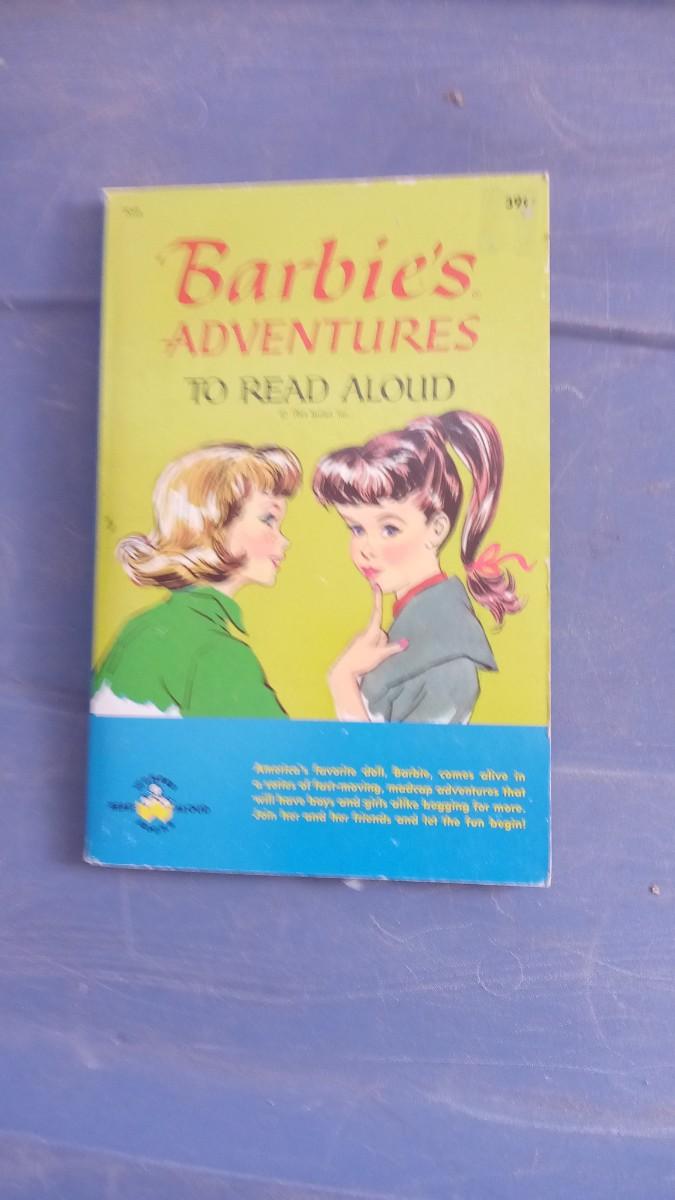 39¢
Barbie's
ADVENTURES
TO READ ALOUD
America's favorite doll, Barbie, comes alive in
a series of fast-moving, madcap adventures that
will have boys and girls alike begging for more.
Join her and her friends and let the fun begin!
READ ALOUD